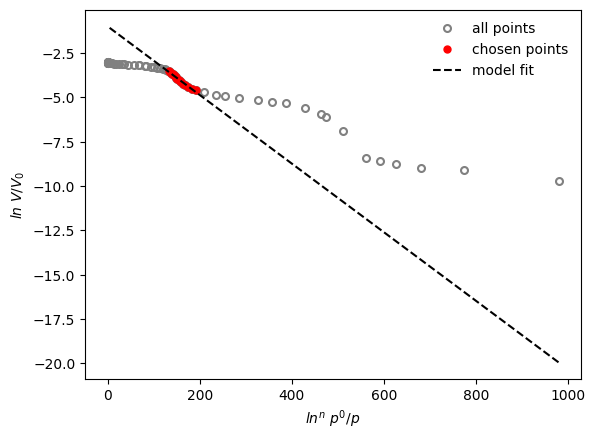 all points
chosen points
model fit
ln V/V₀
−2.5
−5.0
−7.5
−10.0
−12.5
−15.0
−17.5
−20.0
0
200
400
600
800
1000
lnⁿ p⁰/p